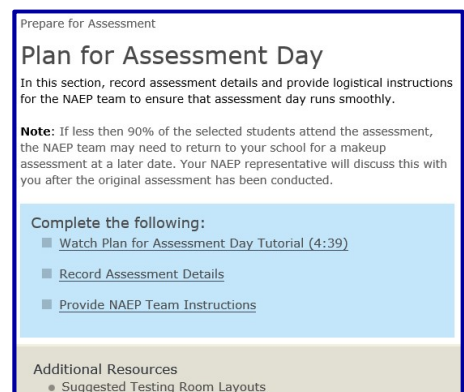 Prepare for Assessment
Plan for Assessment Day
In this section, record assessment details and provide logistical instructions
for the NAEP team to ensure that assessment day runs smoothly.
Note: If less then 90% of the selected students attend the assessment,
the NAEP team may need to return to your school for a makeup
assessment at a later date. Your NAEP representative will discuss this with
you after the original assessment has been conducted.
Complete the following:
Watch Plan for Assessment Day Tutorial (4:39)
Record Assessment Details
Provide NAEP Team Instructions
Additional Resources
Suggested Testing Room Layouts